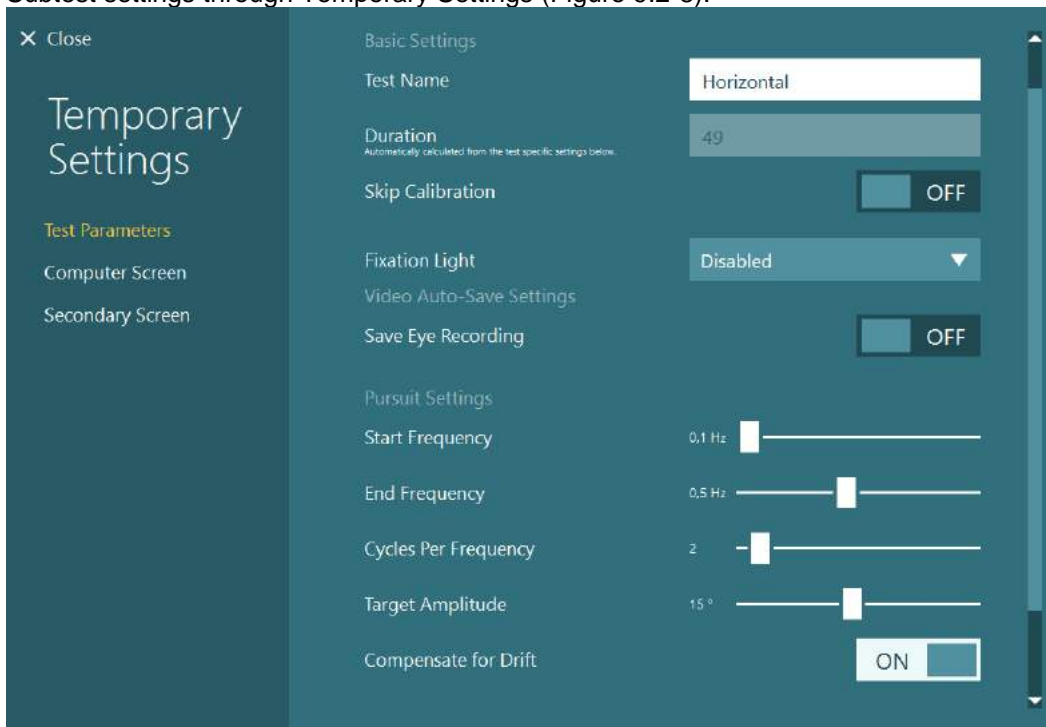 Subtest settings through Temporary Settings (Figure
Close
Temporary
Settings
Test Parameters
Computer Screen
Secondary Screen
Basic Settings
Test Name Horizontal
Duration 49
Automatically calculated from the test specific settings below.
Skip Calibration OFF
Fixation Light Disabled
Video Auto-Save Settings
Save Eye Recording OFF
Pursuit Settings
Start Frequency 0,1 Hz
End Frequency 0,5 Hz
Cycles Per Frequency 2
Target Amplitude 15 °
Compensate for Drift ON